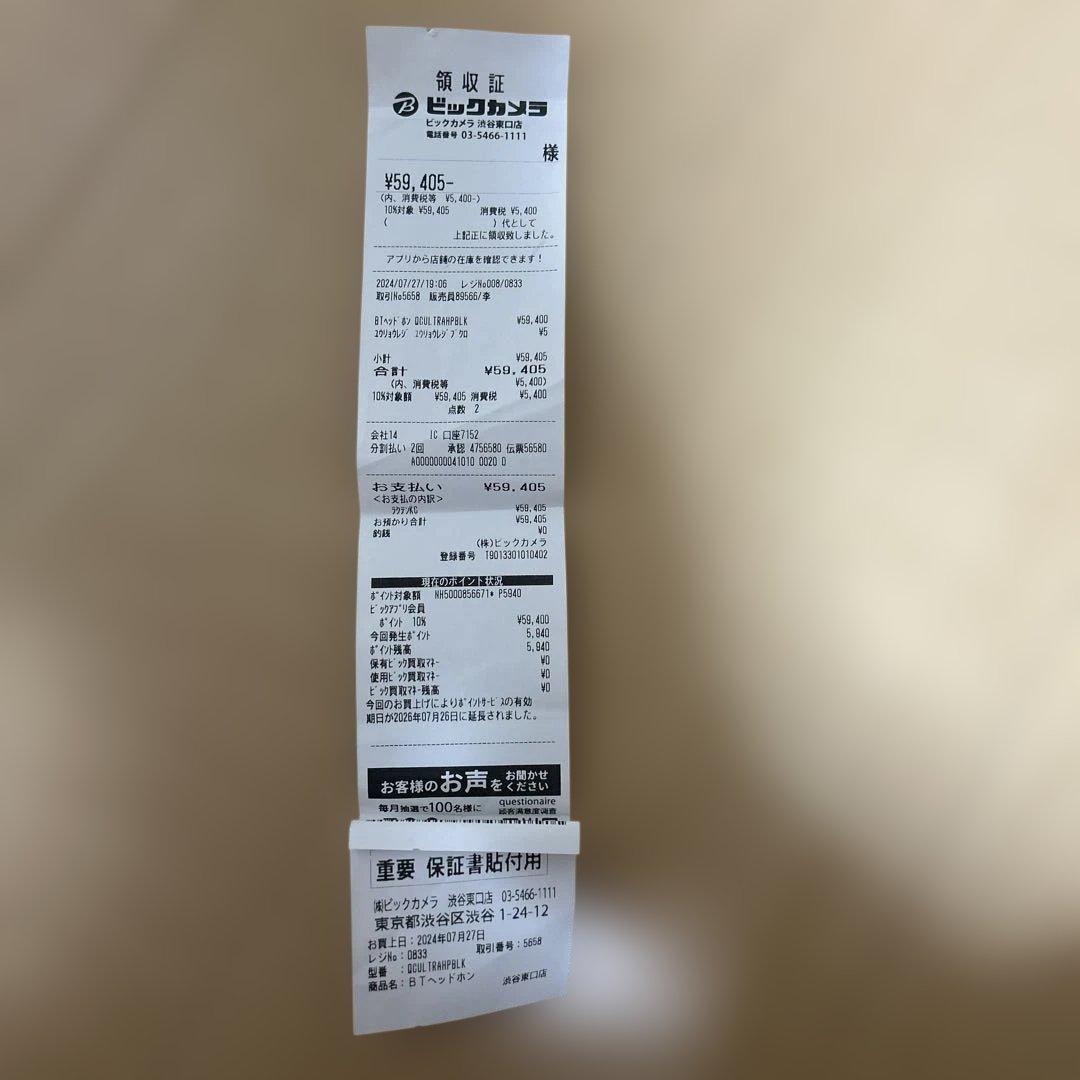 領収証
ビックカメラ
ビックカメラ 渋谷東口店
電話番号 03-5466-1111
様
¥59,405-
(内、消費税等 ¥5,400-)
10%対象 ¥59,405 消費税 ¥5,400
( )代として
上記正に領収致しました。
アプリから店舗の在庫を確認できます!
2024/07/27/19:06 レジNo008/0833
取引No5658 販売員89566/李
BTヘッドホン QCULTRAHPBLK ¥59,400
ユウリョウレジ ユウリョウレジブクロ ¥5
小計 ¥59,405
合計 ¥59,405
(内、消費税等 ¥5,400)
10%対象額 ¥59,405 消費税 ¥5,400
点数 2
会社14 IC 口座7152
分割払い 2回 承認 4756580 伝票56580
A0000000041010 0020 0
お支払い ¥59,405
<お支払の内訳>
ラクテンKC ¥59,405
お預かり合計 ¥59,405
釣銭 ¥0
(株)ビックカメラ
登録番号 T9013301010402
現在のポイント状況
ポイント対象額 NH5000856671* P5940
ビックアプリ会員
ポイント 10% ¥59,400
今回発生ポイント 5,940
ポイント残高 5,940
保有ビック買取マネー ¥0
使用ビック買取マネー ¥0
ビック買取マネー残高 ¥0
今回のお買上げによりポイントサービスの有効
期日が2026年07月26日に延長されました。
お客様のお声をお聞かせください
毎月抽選で100名様に
questionaire
顧客満足度調査
重要 保証書貼付用
㈱ビックカメラ 渋谷東口店 03-5466-1111
東京都渋谷区渋谷 1-24-12
お買上日:2024年07月27日
レジNo:0833 取引番号:5658
型番 :QCULTRAHPBLK
商品名:BTヘッドホン 渋谷東口店